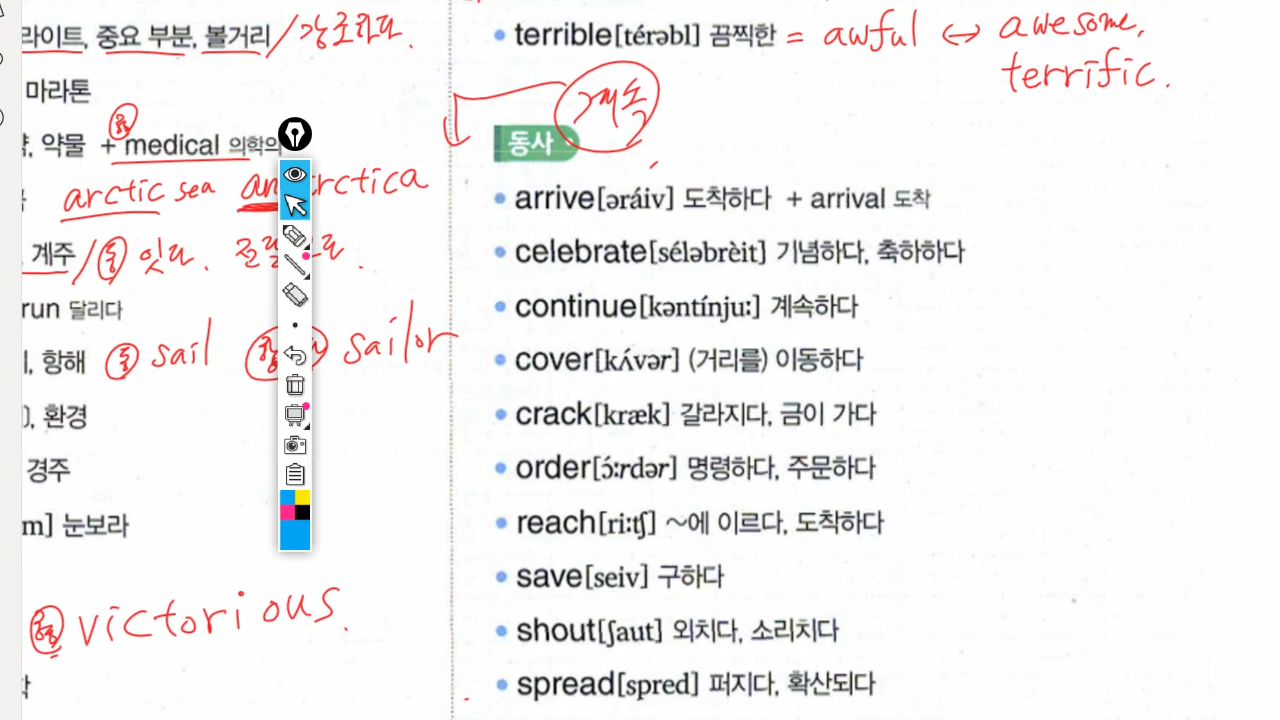 라이트, 중요 부분, 볼거리 / 강조하다.
마라톤
약물 + 형 medical 의학의
arctic sea antarctica
계주 / 동 잇다. 전달
run 달리다
항해 동 sail sailor
환경
경주
m] 눈보라
형 victorious.
terrible[térəbl] 끔찍한 = awful ↔ awesome,
terrific.
동사
arrive[əráiv] 도착하다 + arrival 도착
celebrate[séləbrèit] 기념하다, 축하하다
continue[kəntínju:] 계속하다
cover[kʌ́vər] (거리를) 이동하다
crack[kræk] 갈라지다, 금이 가다
order[ɔ́:rdər] 명령하다, 주문하다
reach[ri:tʃ] ~에 이르다, 도착하다
save[seiv] 구하다
shout[ʃaut] 외치다, 소리치다
spread[spred] 퍼지다, 확산되다